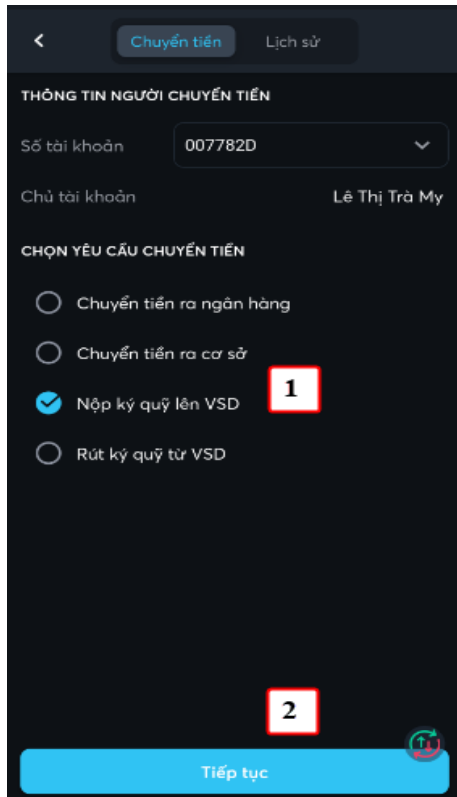 Chuyển tiền Lịch sử
THÔNG TIN NGƯỜI CHUYỂN TIỀN
Số tài khoản 007782D
Chủ tài khoản Lê Thị Trà My
CHỌN YÊU CẦU CHUYỂN TIỀN
Chuyển tiền ra ngân hàng
Chuyển tiền ra cơ sở
1
Nộp ký quỹ lên VSD
Rút ký quỹ từ VSD
2
Tiếp tục